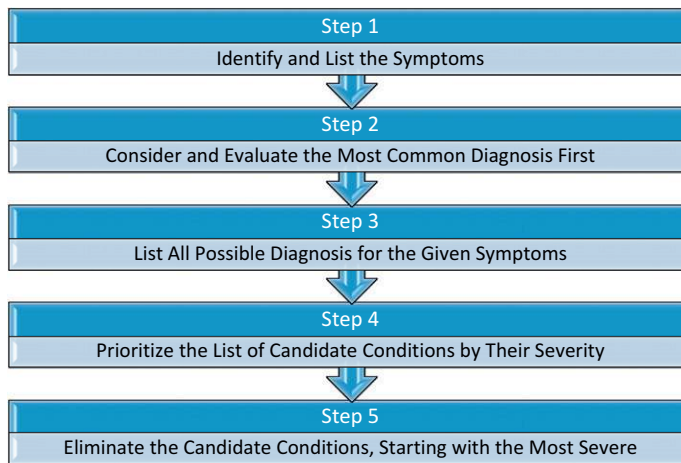 Step 1
Identify and List the Symptoms
Step 2
Consider and Evaluate the Most Common Diagnosis First
Step 3
List All Possible Diagnosis for the Given Symptoms
Step 4
Prioritize the List of Candidate Conditions by Their Severity
Step 5
Eliminate the Candidate Conditions, Starting with the Most Severe